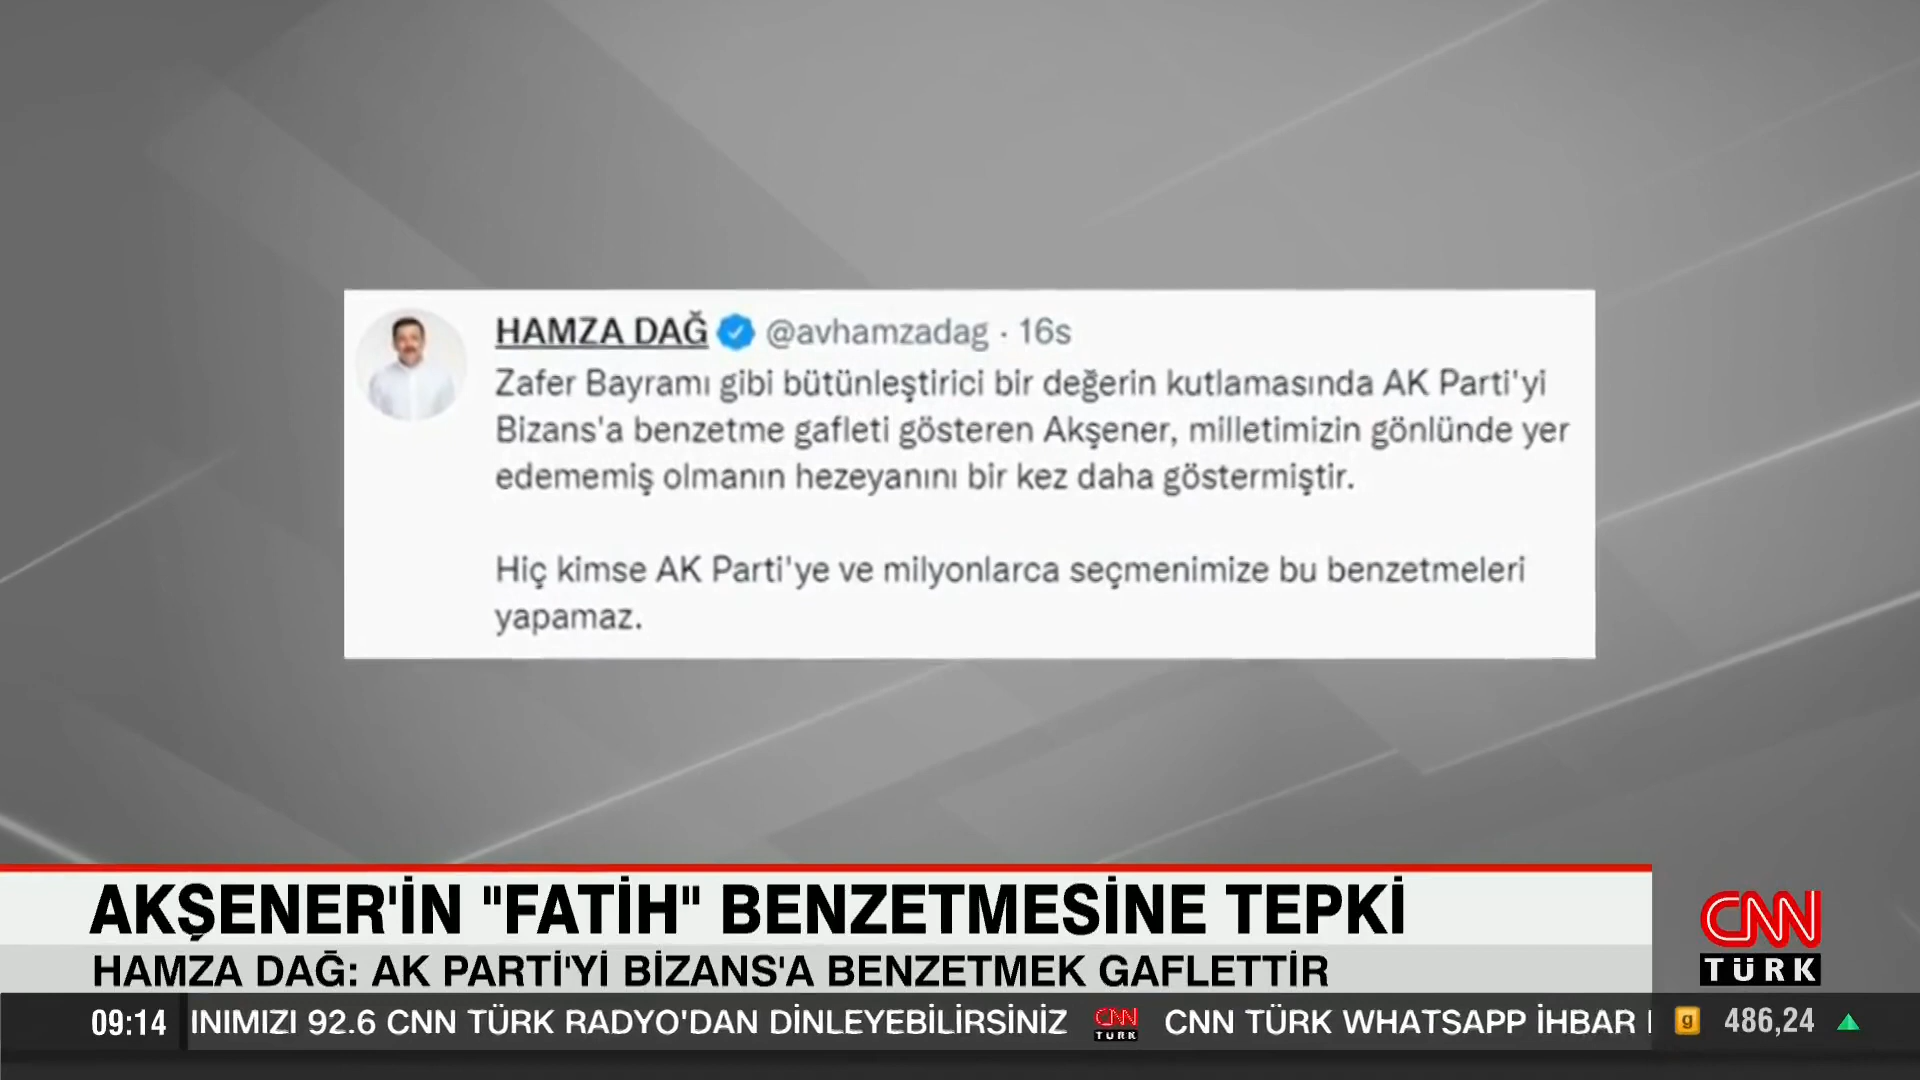 HAMZA DAĞ @avhamzadag · 16s
Zafer Bayramı gibi bütünleştirici bir değerin kutlamasında AK Parti'yi
Bizans'a benzetme gafleti gösteren Akşener, milletimizin gönlünde yer
edememiş olmanın hezeyanını bir kez daha göstermiştir.
Hiç kimse AK Parti'ye ve milyonlarca seçmenimize bu benzetmeleri
yapamaz.
AKŞENER'İN "FATİH" BENZETMESİNE TEPKİ
HAMZA DAĞ: AK PARTİ'Yİ BİZANS'A BENZETMEK GAFLETTİR
CNN
TÜRK
09:14 INIMIZI 92.6 CNN TÜRK RADYO'DAN DİNLEYEBİLİRSİNİZ CNN TÜRK CNN TÜRK WHATSAPP İHBAR g 486,24